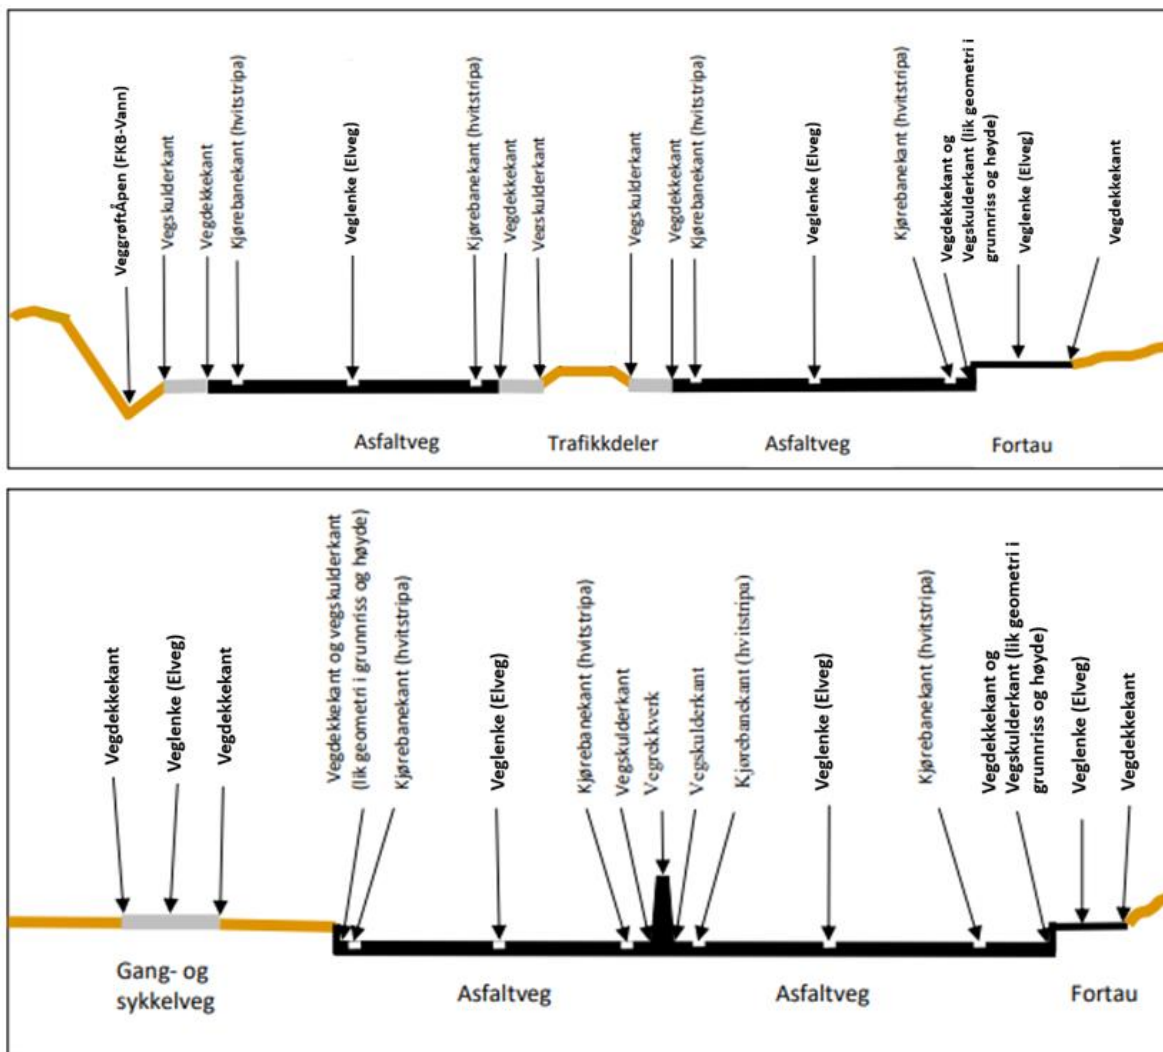 VeggrøftÅpen (FKB-Vann)
Vegskulderkant
Vegdekkekant
Kjørebanekant (hvitstripa)
Veglenke (Elveg)
Kjørebanekant (hvitstripa)
Vegdekkekant
Vegskulderkant
Vegskulderkant
Vegdekkekant
Kjørebanekant (hvitstripa)
Veglenke (Elveg)
Kjørebanekant (hvitstripa)
Vegdekkekant og
Vegskulderkant (lik geometri i
grunnriss og høyde)
Veglenke (Elveg)
Vegdekkekant
Asfaltveg
Trafikkdeler
Asfaltveg
Fortau
Vegdekkekant
Veglenke (Elveg)
Vegdekkekant
Vegdekkekant og vegskulderkant
(lik geometri i grunnriss og høyde)
Kjørebanekant (hvitstripa)
Veglenke (Elveg)
Kjørebanekant (hvitstripa)
Vegskulderkant
Vegrekkverk
Vegskulderkant
Kjørebanekant (hvitstripa)
Veglenke (Elveg)
Kjørebanekant (hvitstripa)
Vegdekkekant og
Vegskulderkant (lik geometri i
grunnriss og høyde)
Veglenke (Elveg)
Vegdekkekant
Gang- og
sykkelveg
Asfaltveg
Asfaltveg
Fortau